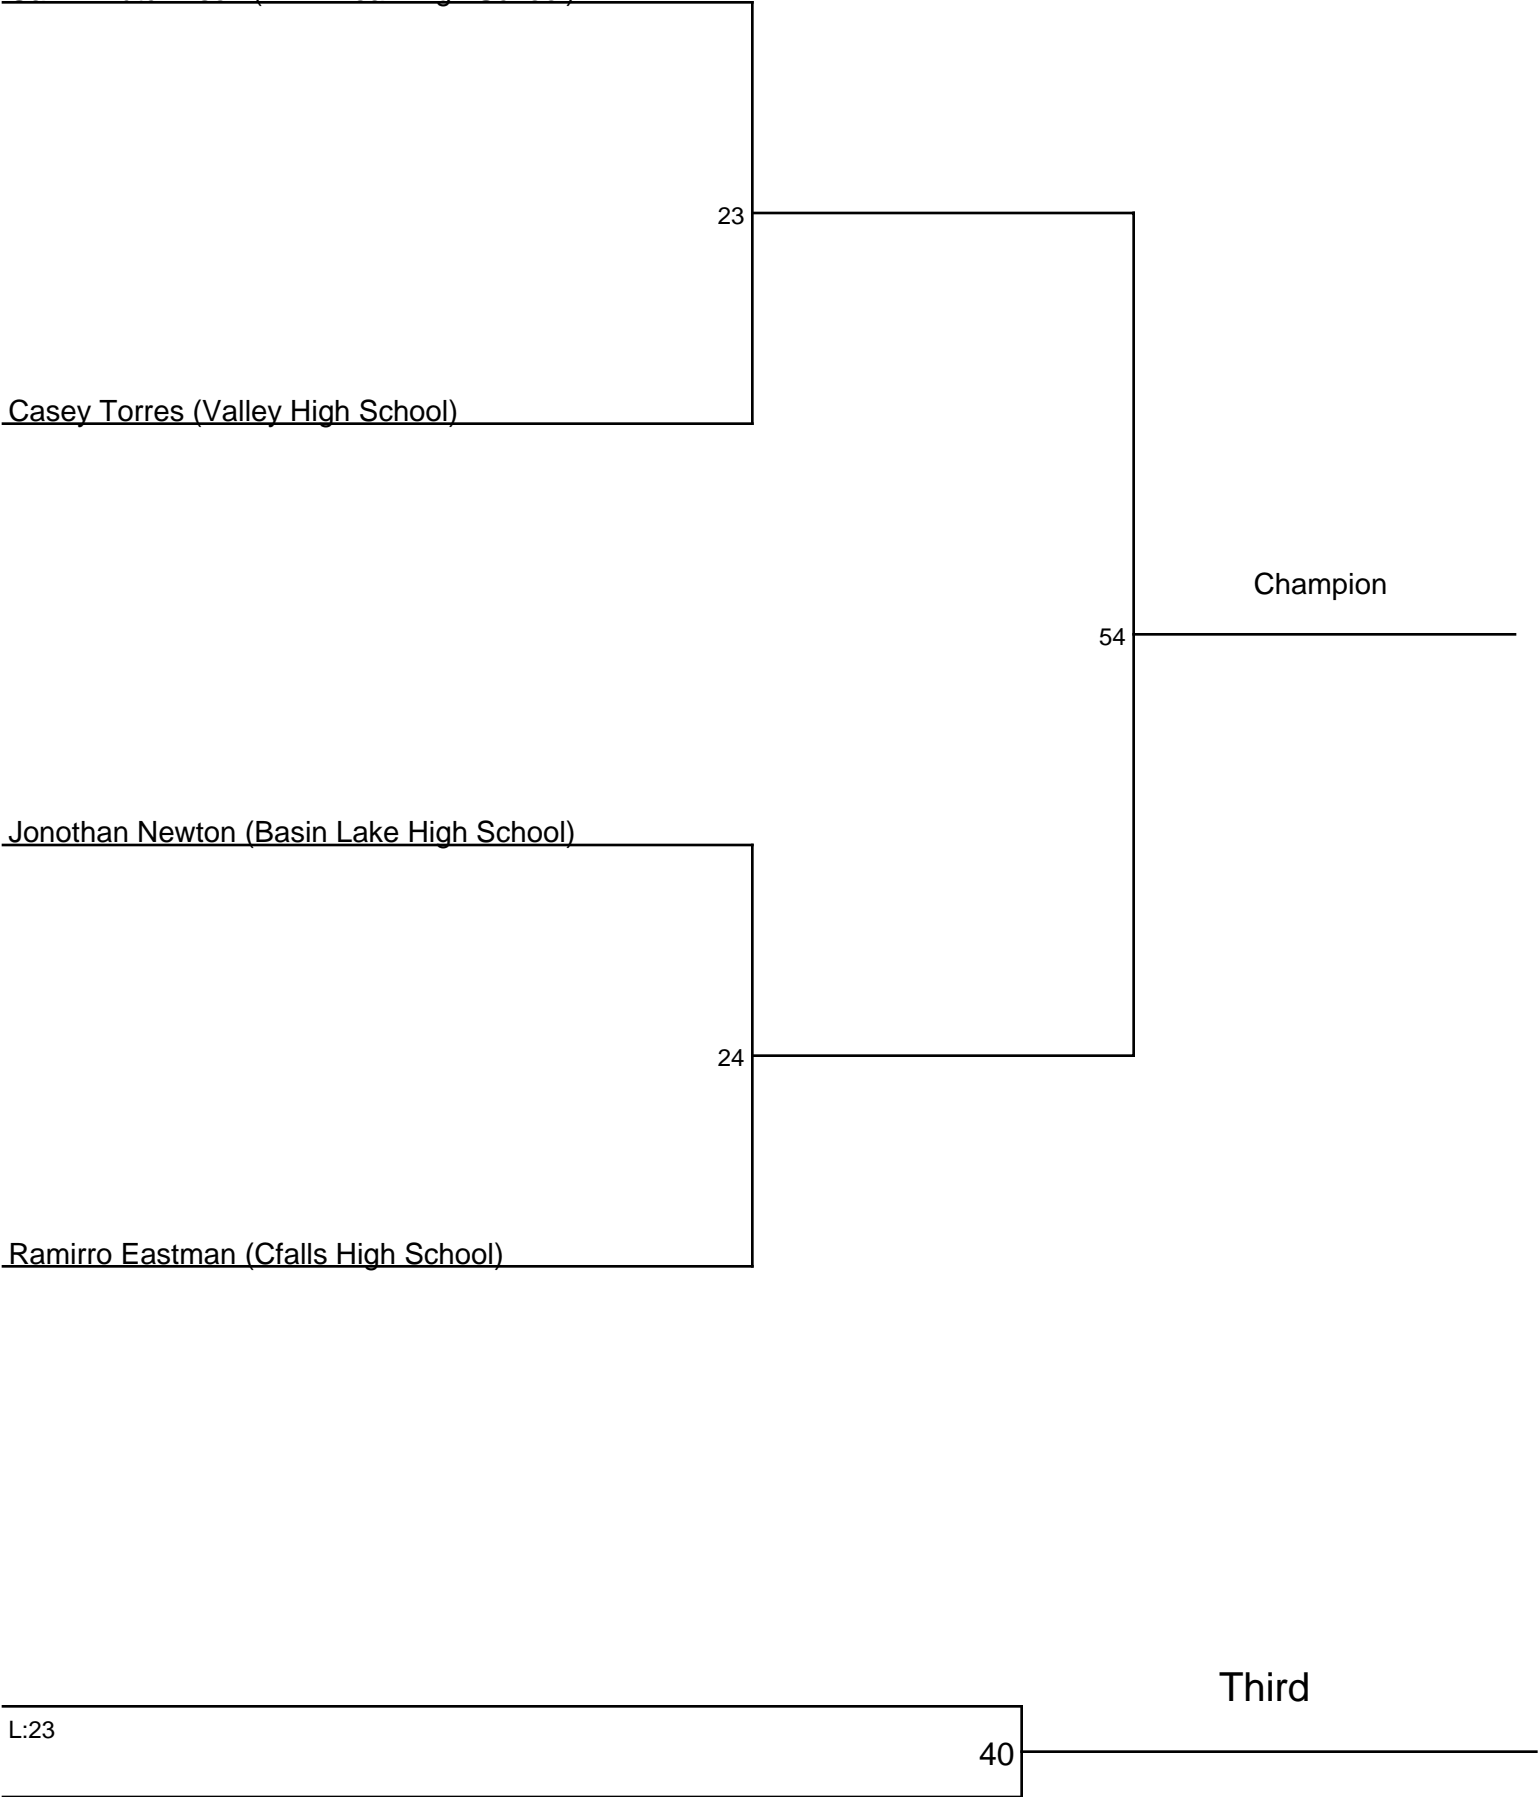 23
Casey Torres (Valley High School)
Champion
54
Jonothan Newton (Basin Lake High School)
24
Ramirro Eastman (Cfalls High School)
Third
L:23
40